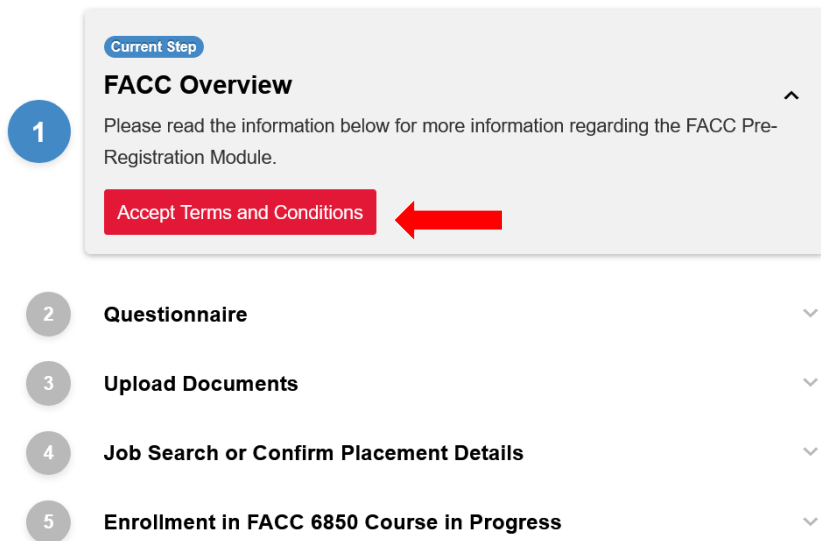 Current Step
FACC Overview
1
Please read the information below for more information regarding the FACC Pre-
Registration Module.
Accept Terms and Conditions
2 Questionnaire
3 Upload Documents
4 Job Search or Confirm Placement Details
5 Enrollment in FACC 6850 Course in Progress